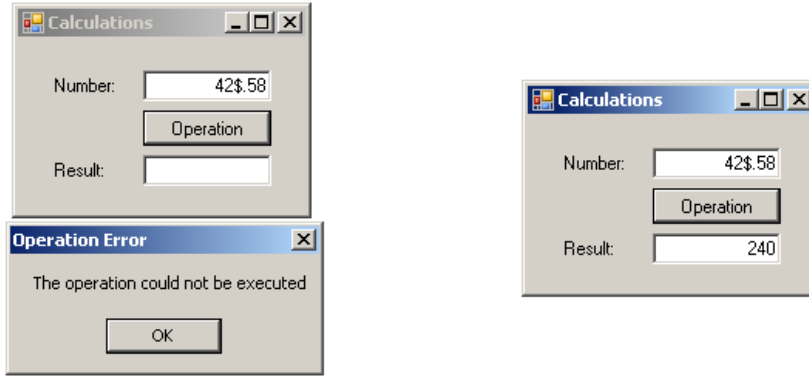 Calculations
Number: 42$.58
Operation
Result:
Operation Error
The operation could not be executed
OK
Calculations
Number: 42$.58
Operation
Result: 240